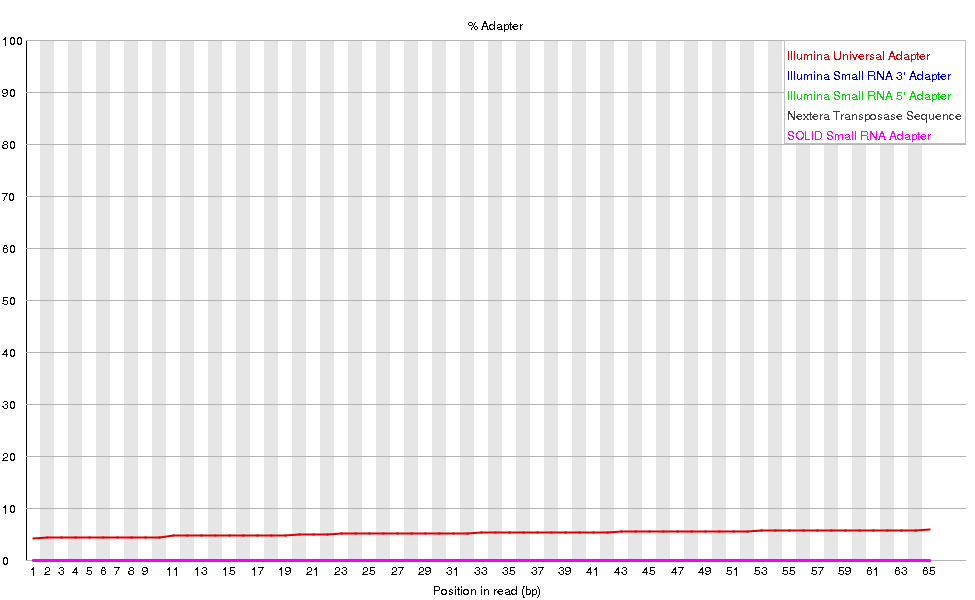 % Adapter
100
90
80
70
60
50
40
30
20
10
0
Illumina Universal Adapter
Illumina Small RNA 3' Adapter
Illumina Small RNA 5' Adapter
Nextera Transposase Sequence
SOLID Small RNA Adapter
1 2 3 4 5 6 7 8 9 11 13 15 17 19 21 23 25 27 29 31 33 35 37 39 41 43 45 47 49 51 53 55 57 59 61 63 65
Position in read (bp)